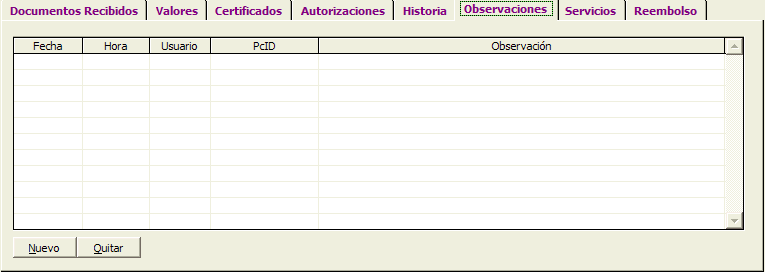 Documentos Recibidos Valores Certificados Autorizaciones Historia Observaciones Servicios Reembolso
Fecha Hora Usuario PcID Observación
Nuevo Quitar